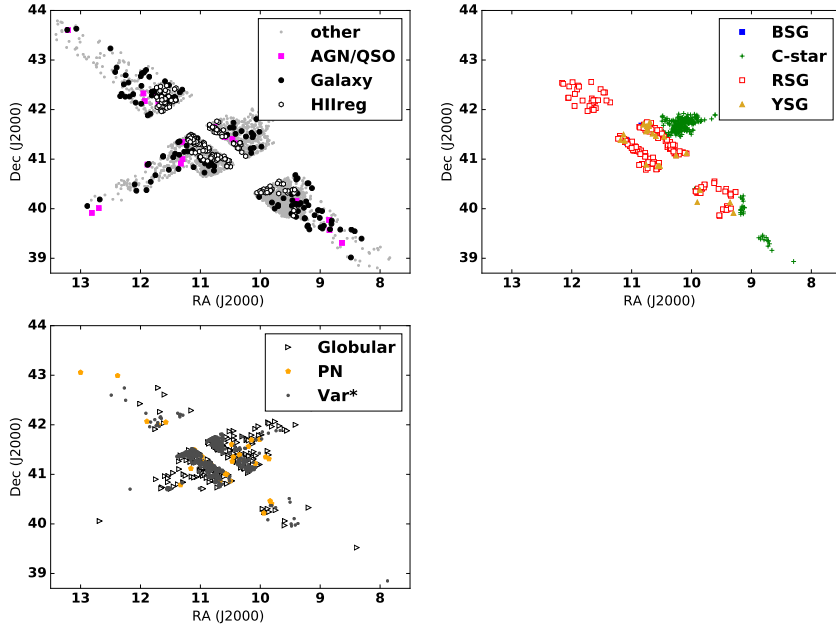 44
43
42
41
40
39
Dec (J2000)
13 12 11 10 9 8
RA (J2000)
other
AGN/QSO
Galaxy
HIIreg
44
43
42
41
40
39
Dec (J2000)
13 12 11 10 9 8
RA (J2000)
BSG
C-star
RSG
YSG
44
43
42
41
40
39
Dec (J2000)
13 12 11 10 9 8
RA (J2000)
Globular
PN
Var*